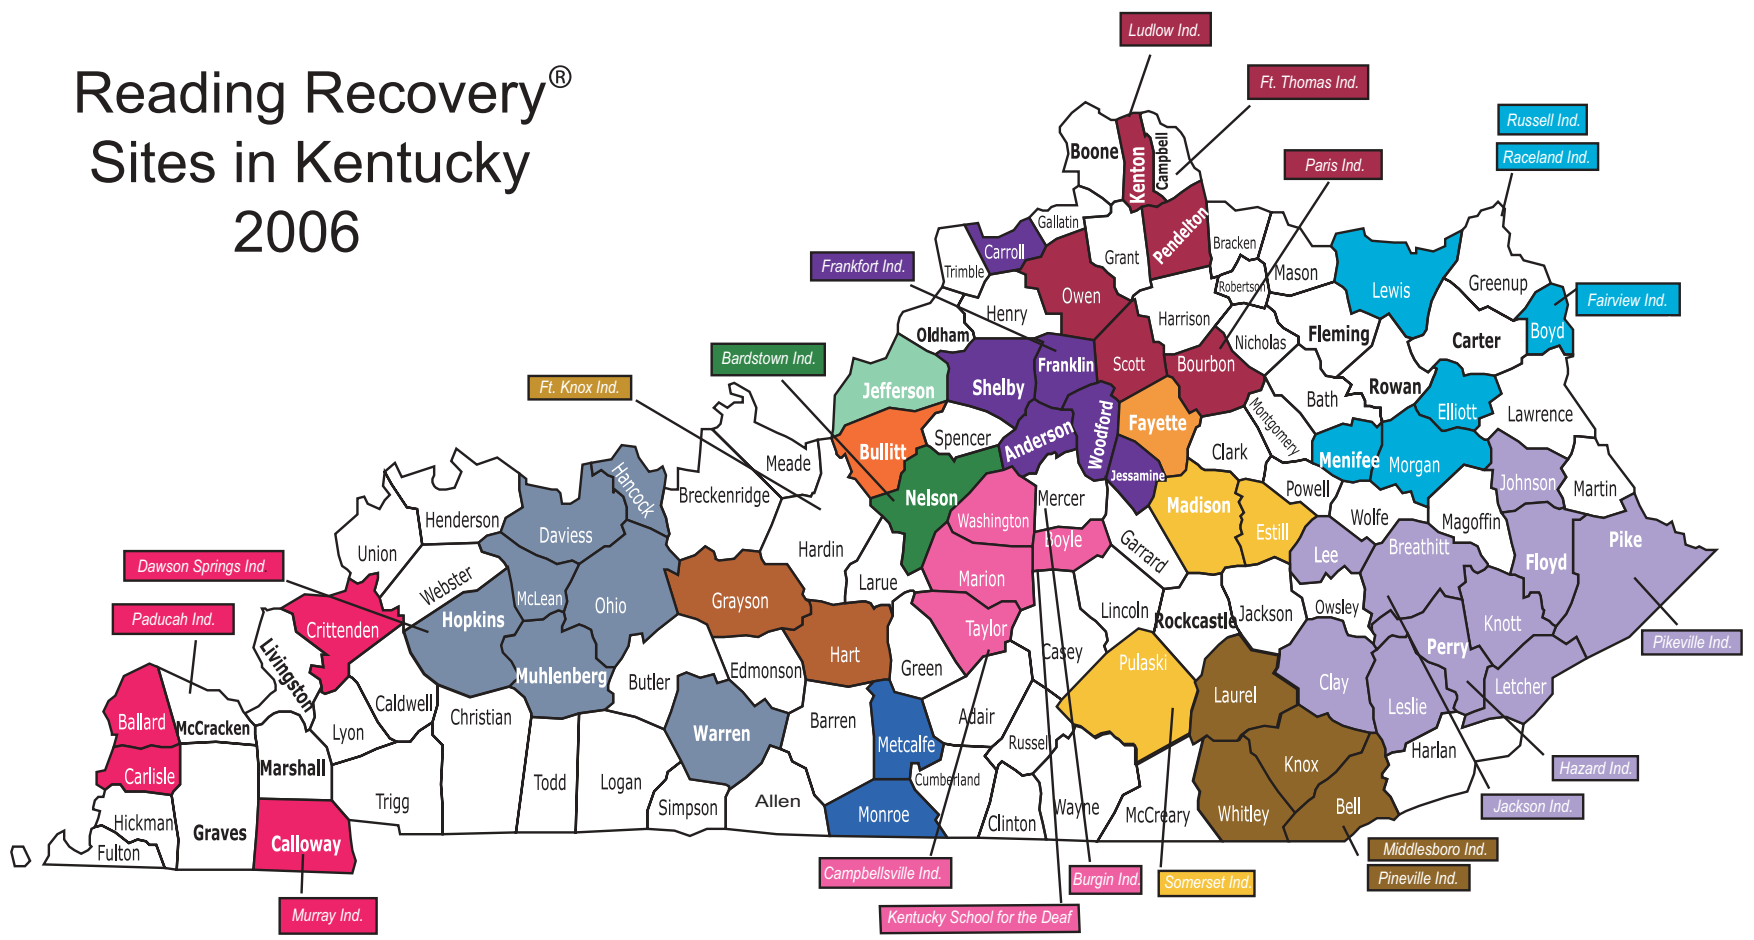 Reading Recovery®
Sites in Kentucky
2006
Ludlow Ind.
Ft. Thomas Ind.
Russell Ind.
Raceland Ind.
Paris Ind.
Frankfort Ind.
Fairview Ind.
Bardstown Ind.
Ft. Knox Ind.
Dawson Springs Ind.
Paducah Ind.
Pikeville Ind.
Hazard Ind.
Jackson Ind.
Middlesboro Ind.
Pineville Ind.
Campbellsville Ind.
Burgin Ind.
Somerset Ind.
Kentucky School for the Deaf
Murray Ind.
Boone
Kenton
Campbell
Gallatin
Carroll
Trimble
Grant
Pendelton
Bracken
Robertson
Mason
Lewis
Greenup
Owen
Henry
Oldham
Harrison
Nicholas
Fleming
Carter
Boyd
Jefferson
Shelby
Franklin
Scott
Bourbon
Bath
Rowan
Elliott
Lawrence
Bullitt
Spencer
Anderson
Woodford
Fayette
Jessamine
Clark
Montgomery
Menifee
Morgan
Johnson
Martin
Meade
Breckenridge
Hancock
Daviess
Henderson
Union
Webster
Nelson
Washington
Mercer
Madison
Estill
Powell
Wolfe
Magoffin
Floyd
Pike
Hardin
Larue
Marion
Boyle
Garrard
Lee
Breathitt
Knott
Owsley
Jackson
Rockcastle
Lincoln
Casey
Taylor
Green
Hart
Grayson
Ohio
McLean
Hopkins
Crittenden
Livingston
Muhlenberg
Butler
Edmonson
Warren
Barren
Metcalfe
Adair
Russel
Pulaski
Laurel
Clay
Perry
Leslie
Letcher
Harlan
Knox
Bell
Whitley
McCreary
Wayne
Clinton
Cumberland
Monroe
Allen
Simpson
Logan
Todd
Christian
Trigg
Caldwell
Lyon
Marshall
Calloway
Graves
McCracken
Ballard
Carlisle
Hickman
Fulton